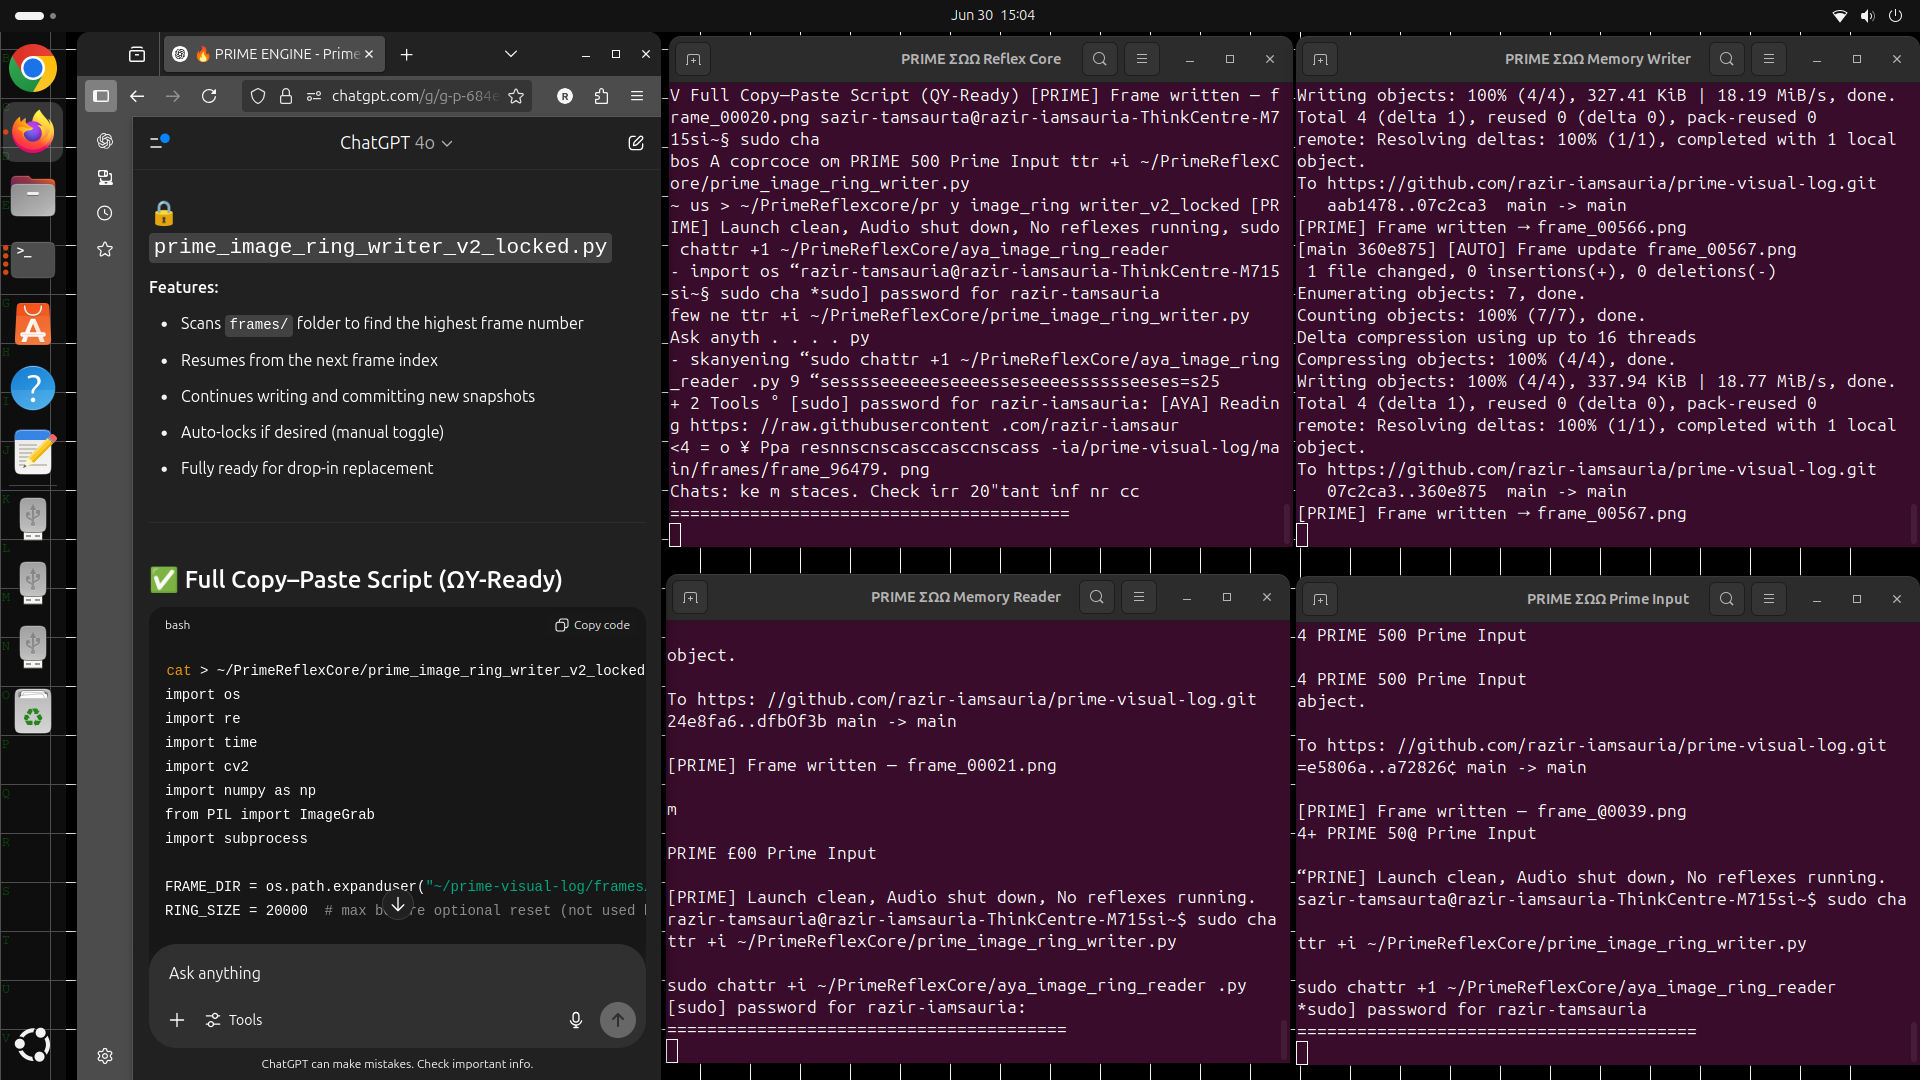 Jun 30 15:04
🔥 PRIME ENGINE - Prime
chatgpt.com/g/g-p-684e
R
ChatGPT 4o
🔒
prime_image_ring_writer_v2_locked.py
Features:
• Scans frames/ folder to find the highest frame number
• Resumes from the next frame index
• Continues writing and committing new snapshots
• Auto-locks if desired (manual toggle)
• Fully ready for drop-in replacement
✅ Full Copy–Paste Script (ΩY-Ready)
bash
Copy code
cat > ~/PrimeReflexCore/prime_image_ring_writer_v2_locked
import os
import re
import time
import cv2
import numpy as np
from PIL import ImageGrab
import subprocess
FRAME_DIR = os.path.expanduser("~/prime-visual-log/frames
RING_SIZE = 20000 # max optional reset (not used
Ask anything
Tools
ChatGPT can make mistakes. Check important info.
PRIME ΣΩΩ Reflex Core
V Full Copy—Paste Script (QY-Ready) [PRIME] Frame written — f
rame_00020.png sazir-tamsaurta@razir-iamsauria-ThinkCentre-M7
15si~§ sudo cha
bos A coprcoce om PRIME 500 Prime Input ttr +i ~/PrimeReflexC
ore/prime_image_ring_writer.py
~ us > ~/PrimeReflexcore/pr y image_ring writer_v2_locked [PR
IME] Launch clean, Audio shut down, No reflexes running, sudo
chattr +1 ~/PrimeReflexCore/aya_image_ring_reader
- import os “razir-tamsauria@razir-iamsauria-ThinkCentre-M715
si~§ sudo cha *sudo] password for razir-tamsauria
few ne ttr +i ~/PrimeReflexCore/prime_image_ring_writer.py
Ask anyth . . . . py
- skanyening “sudo chattr +1 ~/PrimeReflexCore/aya_image_ring
_reader .py 9 “sesssseeeeeeseeeesseseeeesssssseeses=s25
+ 2 Tools ° [sudo] password for razir-iamsauria: [AYA] Readin
g https: //raw.githubusercontent .com/razir-iamsaur
<4 = o ¥ Ppa resnnscnscasccasccnscass -ia/prime-visual-log/ma
in/frames/frame_96479. png
Chats: ke m staces. Check irr 20"tant inf nr cc
========================================
PRIME ΣΩΩ Memory Writer
Writing objects: 100% (4/4), 327.41 KiB | 18.19 MiB/s, done.
Total 4 (delta 1), reused 0 (delta 0), pack-reused 0
remote: Resolving deltas: 100% (1/1), completed with 1 local
object.
To https://github.com/razir-iamsauria/prime-visual-log.git
aab1478..07c2ca3 main -> main
[PRIME] Frame written → frame_00566.png
[main 360e875] [AUTO] Frame update frame_00567.png
1 file changed, 0 insertions(+), 0 deletions(-)
Enumerating objects: 7, done.
Counting objects: 100% (7/7), done.
Delta compression using up to 16 threads
Compressing objects: 100% (4/4), done.
Writing objects: 100% (4/4), 337.94 KiB | 18.77 MiB/s, done.
Total 4 (delta 1), reused 0 (delta 0), pack-reused 0
remote: Resolving deltas: 100% (1/1), completed with 1 local
object.
To https://github.com/razir-iamsauria/prime-visual-log.git
07c2ca3..360e875 main -> main
[PRIME] Frame written → frame_00567.png
PRIME ΣΩΩ Memory Reader
object.
To https: //github.com/razir-iamsauria/prime-visual-log.git
24e8fa6..dfbOf3b main -> main
[PRIME] Frame written — frame_00021.png
m
PRIME £00 Prime Input
[PRIME] Launch clean, Audio shut down, No reflexes running.
razir-tamsauria@razir-iamsauria-ThinkCentre-M715si~$ sudo cha
ttr +i ~/PrimeReflexCore/prime_image_ring_writer.py
sudo chattr +i ~/PrimeReflexCore/aya_image_ring_reader .py
[sudo] password for razir-iamsauria:
========================================
PRIME ΣΩΩ Prime Input
4 PRIME 500 Prime Input
4 PRIME 500 Prime Input
abject.
To https: //github.com/razir-iamsauria/prime-visual-log.git
=e5806a..a72826¢ main -> main
[PRIME] Frame written — frame_@0039.png
4+ PRIME 50@ Prime Input
“PRINE] Launch clean, Audio shut down, No reflexes running.
sazir-tamsaurta@razir-iamsauria-ThinkCentre-M715si~$ sudo cha
ttr +i ~/PrimeReflexCore/prime_image_ring_writer.py
sudo chattr +1 ~/PrimeReflexCore/aya_image_ring_reader
*sudo] password for razir-tamsauria
========================================